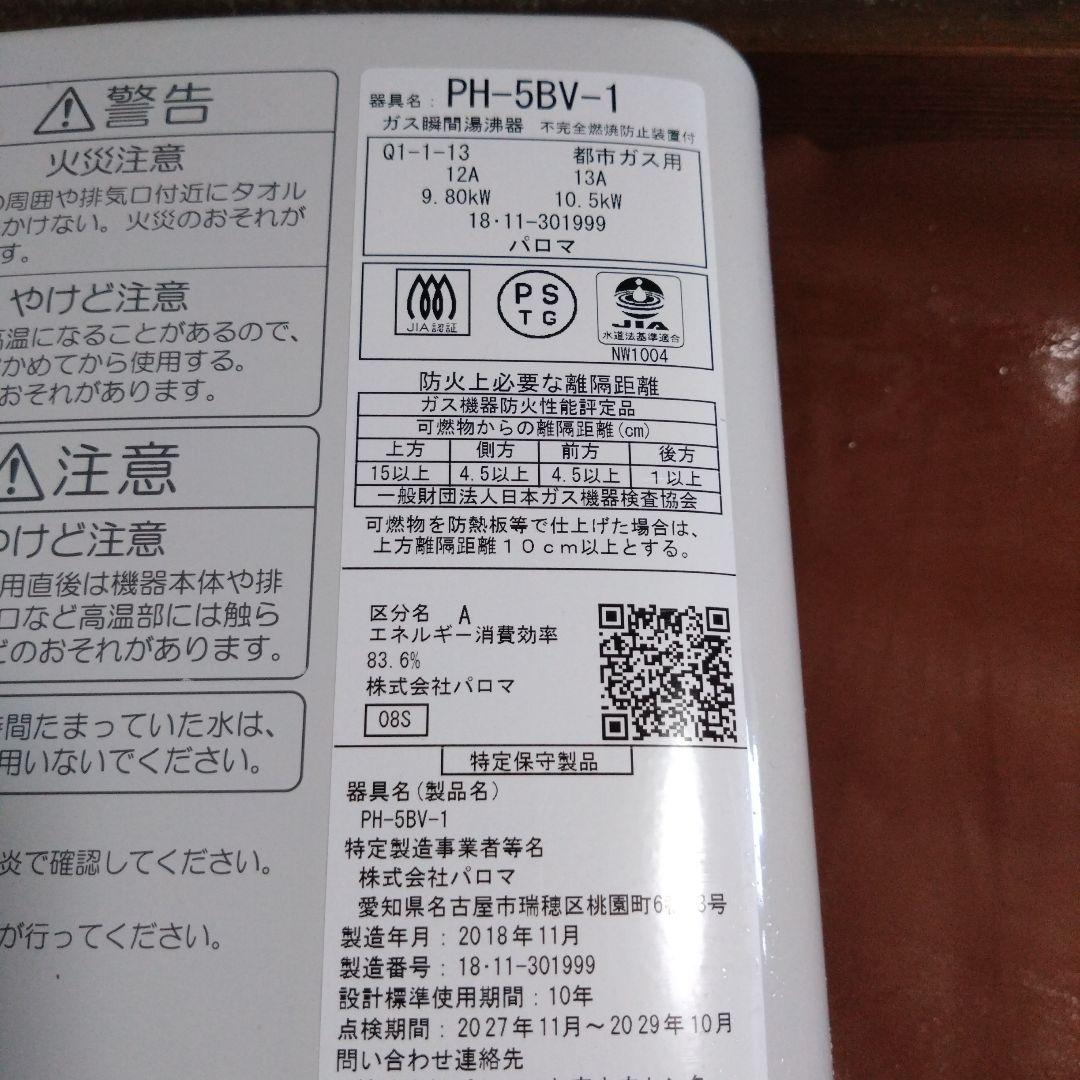 警告
火災注意
周囲や排気口付近にタオル
かけない。火災のおそれが
す。
やけど注意
高温になることがあるので、
かめてから使用する。
おそれがあります。
注意
やけど注意
用直後は機器本体や排
口など高温部には触ら
どのおそれがあります。
間たまっていた水は、
用いないでください。
炎で確認してください。
が行ってください。
器具名: PH-5BV-1
ガス瞬間湯沸器 不完全燃焼防止装置付
Q1-1-13 都市ガス用
12A 13A
9.80kW 10.5kW
18・11-301999
パロマ
JIA認証
PS
TG
JIA
水道法基準適合
NW1004
防火上必要な離隔距離
ガス機器防火性能評定品
可燃物からの離隔距離(cm)
上方 側方 前方 後方
15以上 4.5以上 4.5以上 1以上
一般財団法人日本ガス機器検査協会
可燃物を防熱板等で仕上げた場合は、
上方離隔距離10cm以上とする。
区分名 A
エネルギー消費効率
83.6%
株式会社パロマ
08S
特定保守製品
器具名(製品名)
PH-5BV-1
特定製造事業者等名
株式会社パロマ
愛知県名古屋市瑞穂区桃園町6 3号
製造年月:2018年11月
製造番号:18・11-301999
設計標準使用期間:10年
点検期間:2027年11月～2029年10月
問い合わせ連絡先